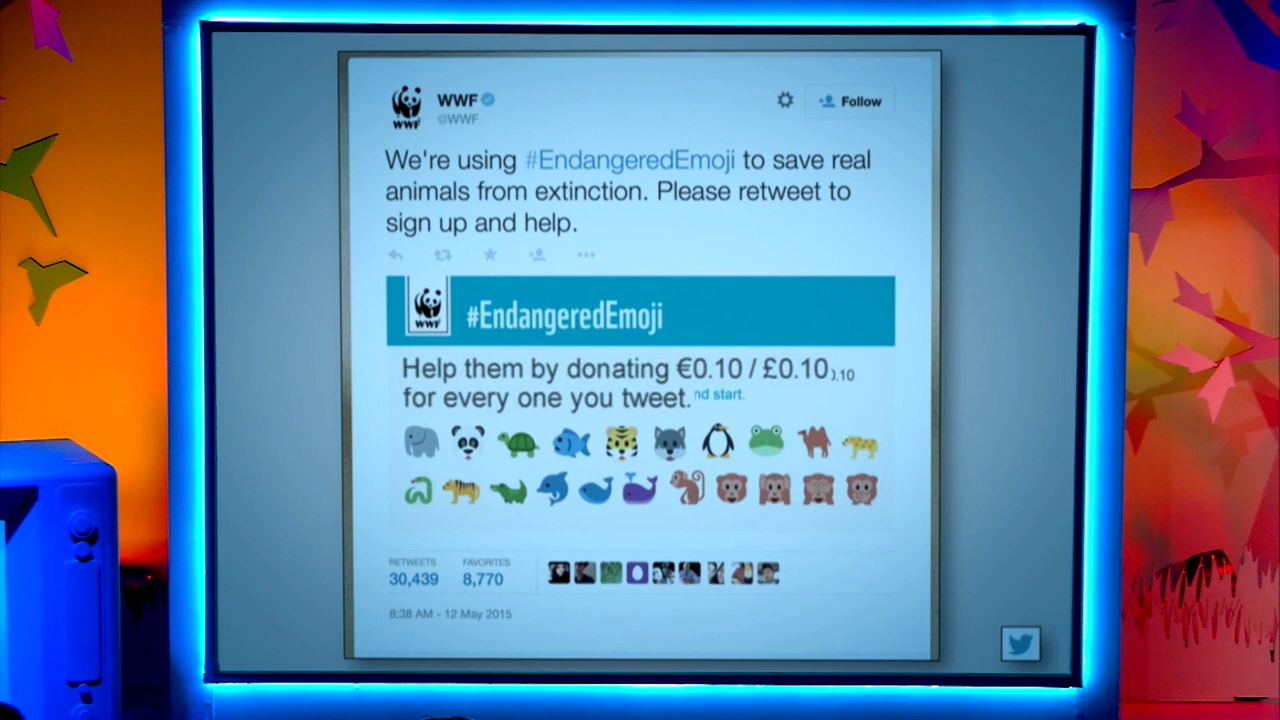 WWF
@WWF
Follow
We're using #EndangeredEmoji to save real
animals from extinction. Please retweet to
sign up and help.
WWF
#EndangeredEmoji
Help them by donating €0.10 / £0.10).10
for every one you tweet.nd start.
RETWEETS FAVORITES
30,439 8,770
8:38 AM - 12 May 2015